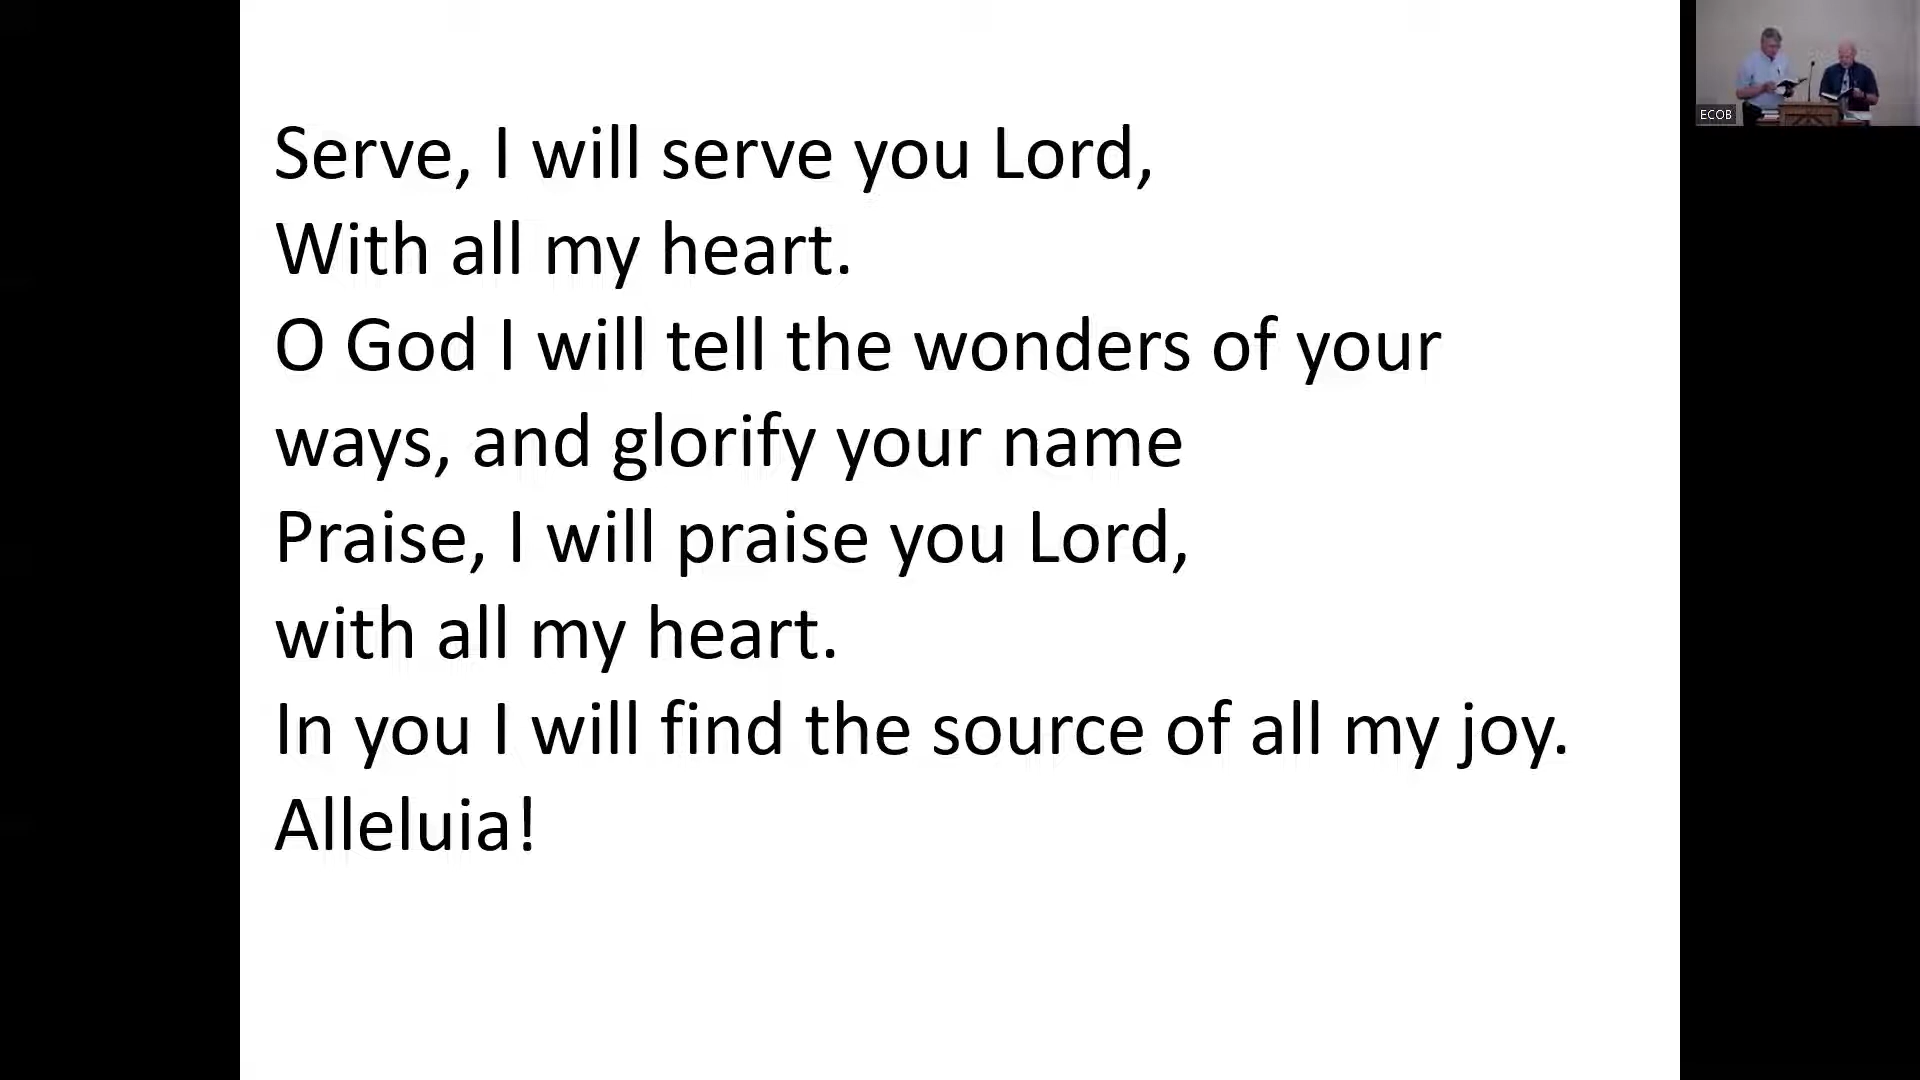 Serve, I will serve you Lord,
With all my heart.
O God I will tell the wonders of your
ways, and glorify your name
Praise, I will praise you Lord,
with all my heart.
In you I will find the source of all my joy.
Alleluia!
ECOB